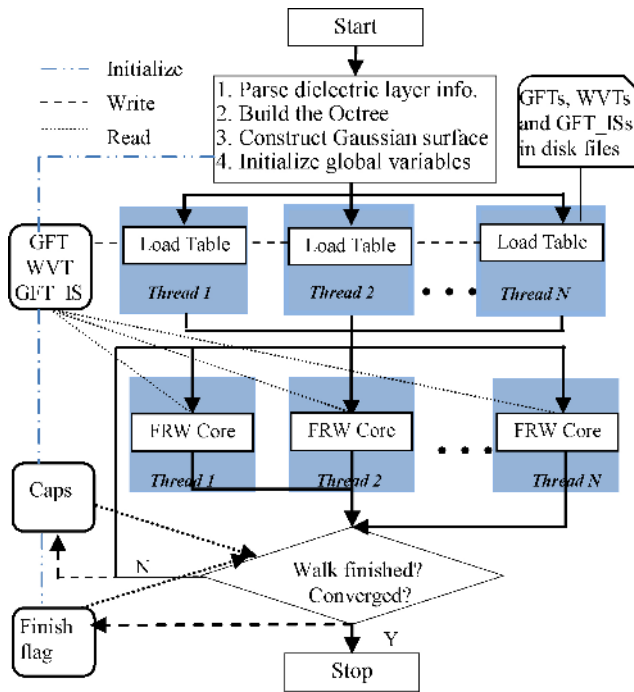 Start
Initialize
Write
Read
1. Parse dielectric layer info.
2. Build the Octree
3. Construct Gaussian surface
4. Initialize global variables
GFTs, WVTs
and GFT_ISs
in disk files
GFT
WVT
GFT_IS
Load Table
Load Table
Load Table
Thread 1
Thread 2
Thread N
FRW Core
FRW Core
FRW Core
Thread 1
Thread 2
Thread N
Caps
N
Walk finished?
Converged?
Finish
flag
Y
Stop